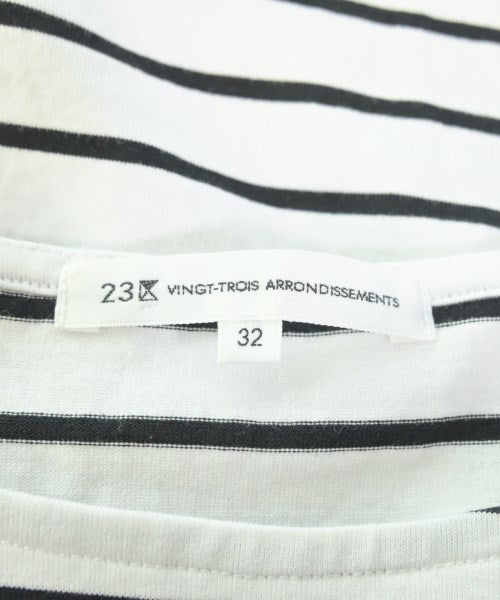 23区 VINGT-TROIS ARRONDISSEMENTS
32